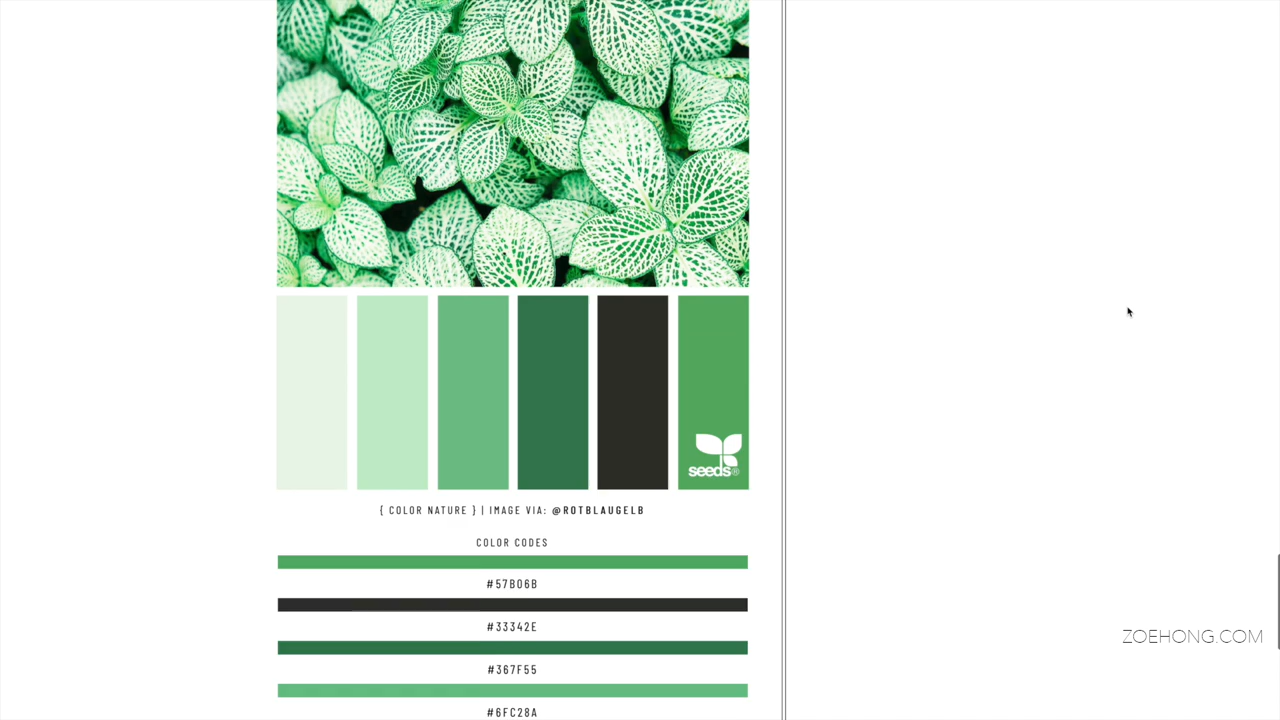 seeds®
{ COLOR NATURE } | IMAGE VIA: @ROTBLAUGELB
COLOR CODES
#57B06B
#33342E
#367F55
#6FC28A
ZOEHONG.COM